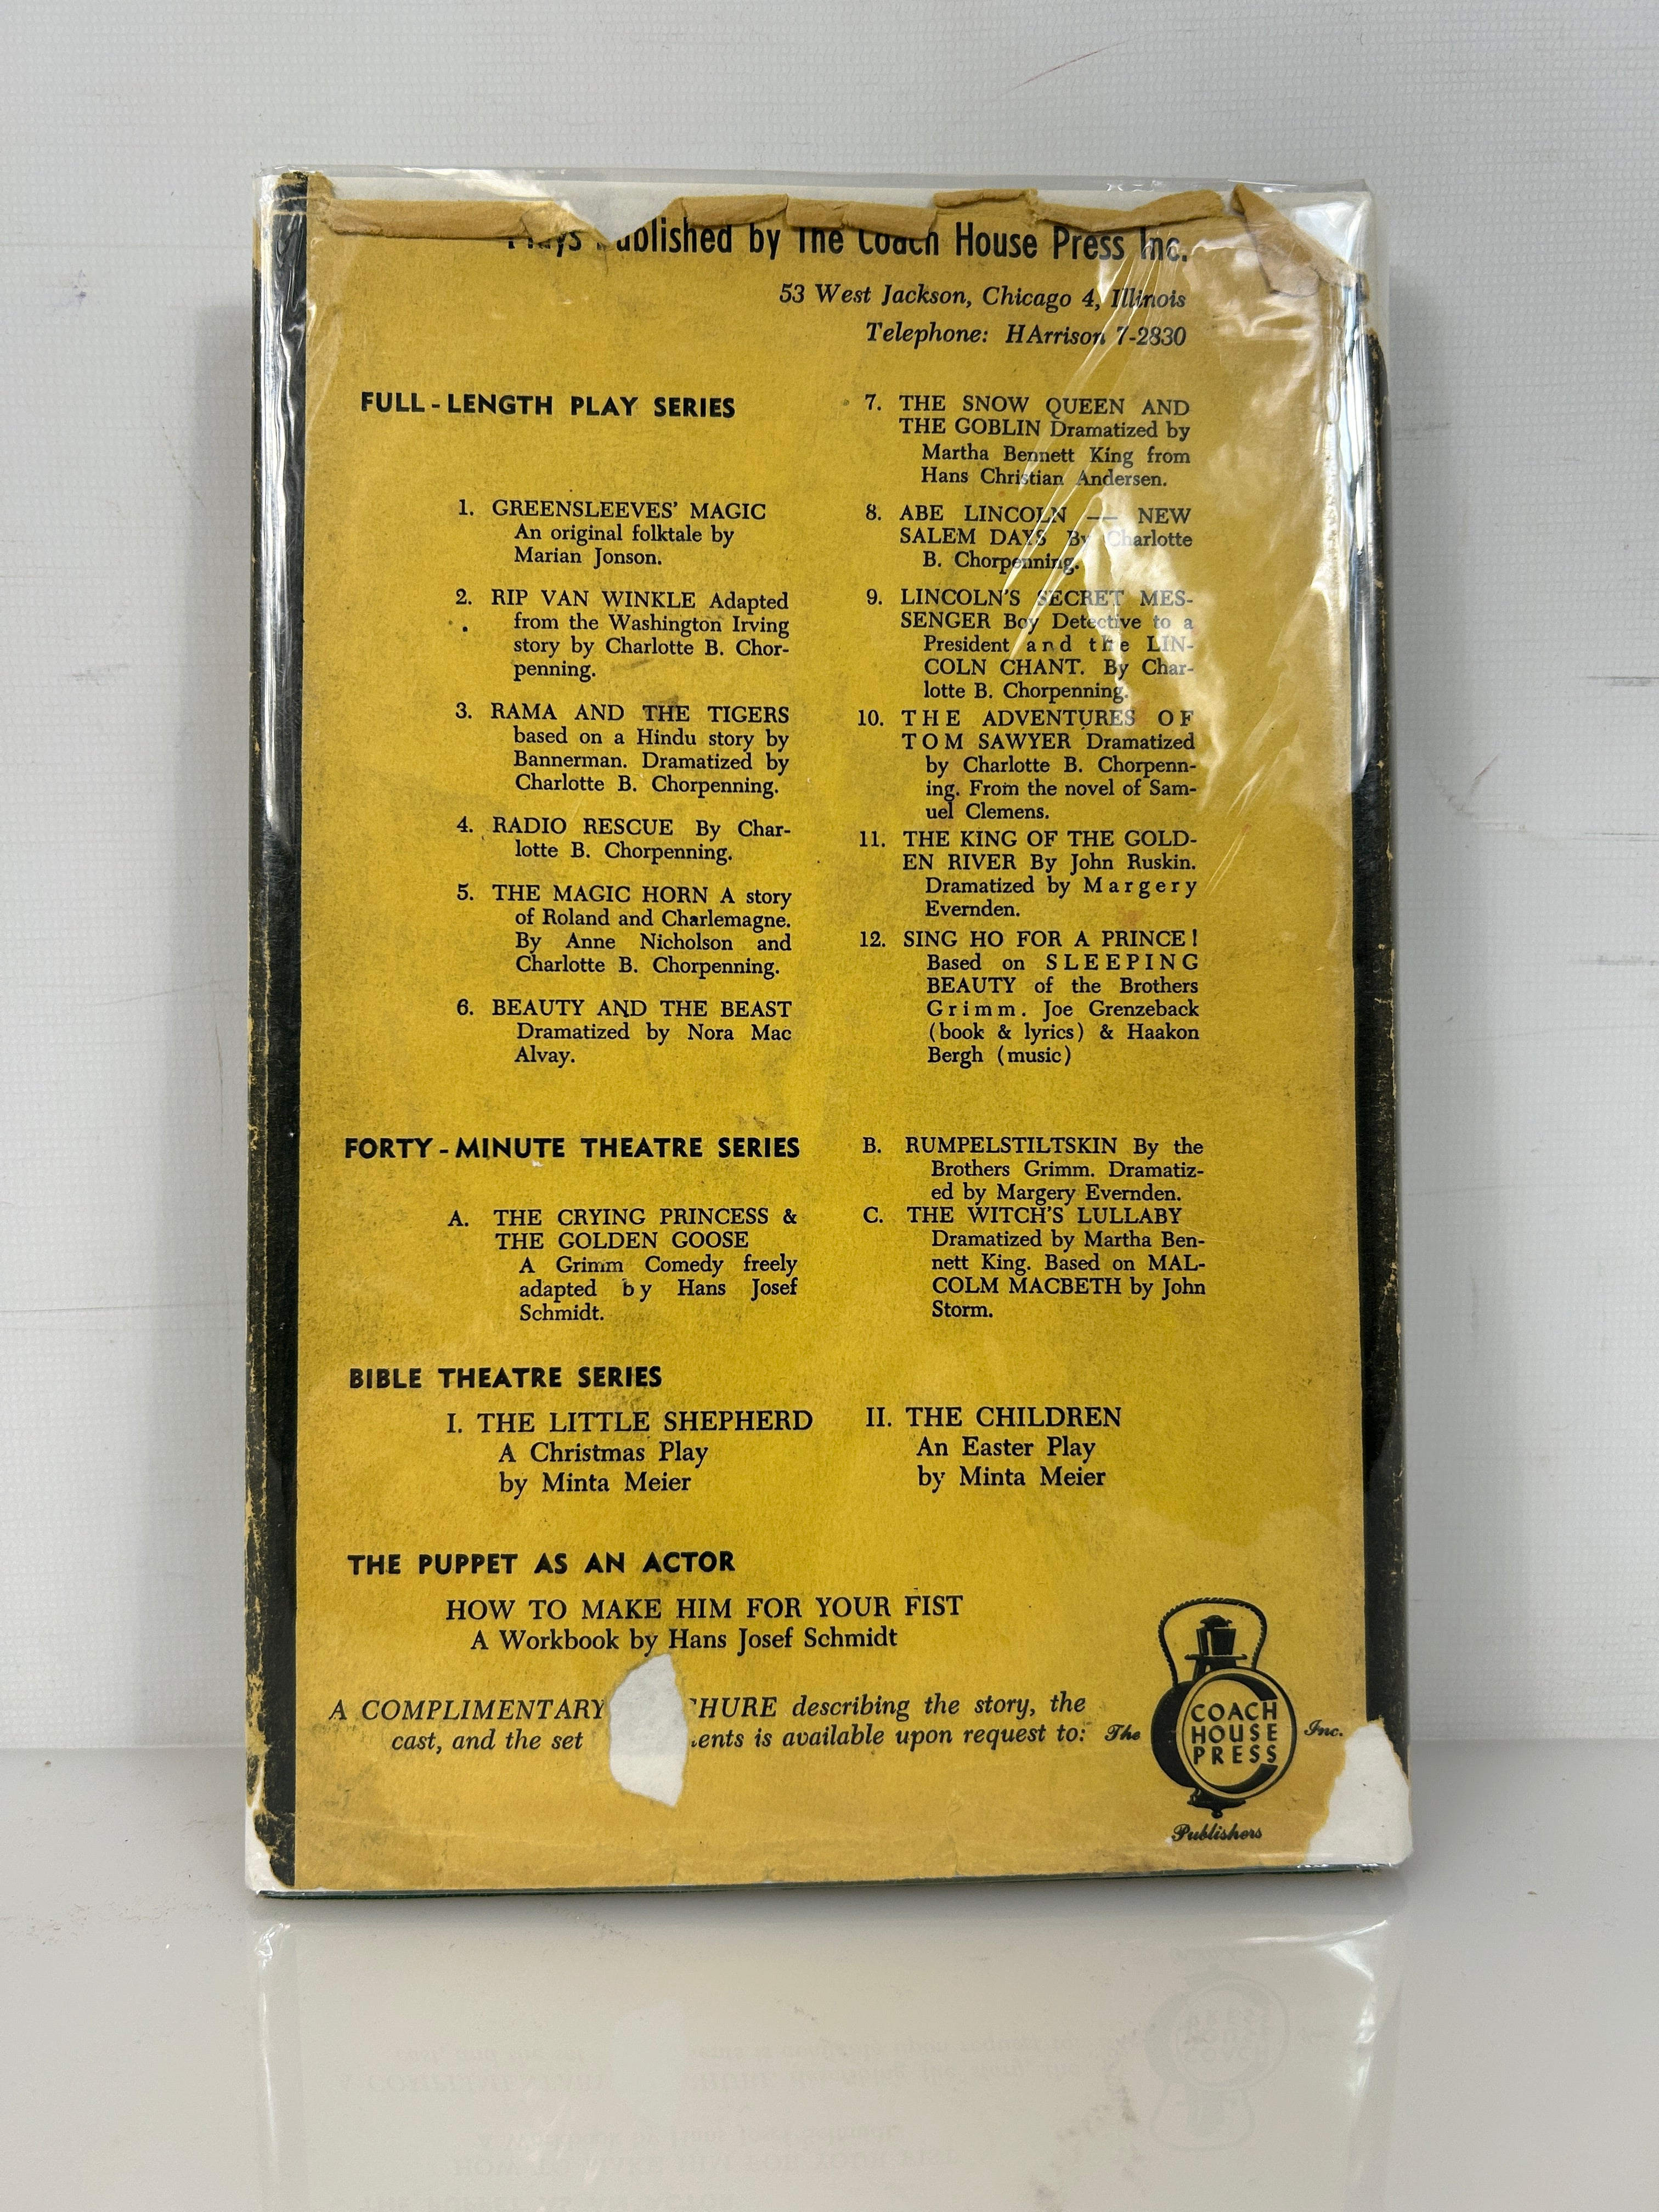 Plays Published by The Coach House Press Inc.
53 West Jackson, Chicago 4, Illinois
Telephone: HArrison 7-2830
FULL-LENGTH PLAY SERIES
1. GREENSLEEVES' MAGIC
An original folktale by
Marian Jonson.
2. RIP VAN WINKLE Adapted
from the Washington Irving
story by Charlotte B. Chor-
penning.
3. RAMA AND THE TIGERS
based on a Hindu story by
Bannerman. Dramatized by
Charlotte B. Chorpenning.
4. RADIO RESCUE By Char-
lotte B. Chorpenning.
5. THE MAGIC HORN A story
of Roland and Charlemagne.
By Anne Nicholson and
Charlotte B. Chorpenning.
6. BEAUTY AND THE BEAST
Dramatized by Nora Mac
Alvay.
7. THE SNOW QUEEN AND
THE GOBLIN Dramatized by
Martha Bennett King from
Hans Christian Andersen.
8. ABE LINCOLN — NEW
SALEM DAYS By Charlotte
B. Chorpenning.
9. LINCOLN'S SECRET MES-
SENGER Boy Detective to a
President and the LIN-
COLN CHANT. By Char-
lotte B. Chorpenning.
10. THE ADVENTURES OF
TOM SAWYER Dramatized
by Charlotte B. Chorpenn-
ing. From the novel of Sam-
uel Clemens.
11. THE KING OF THE GOLD-
EN RIVER By John Ruskin.
Dramatized by Margery
Evernden.
12. SING HO FOR A PRINCE!
Based on SLEEPING
BEAUTY of the Brothers
Grimm. Joe Grenzeback
(book & lyrics) & Haakon
Bergh (music)
FORTY-MINUTE THEATRE SERIES
A. THE CRYING PRINCESS &
THE GOLDEN GOOSE
A Grimm Comedy freely
adapted by Hans Josef
Schmidt.
B. RUMPELSTILTSKIN By the
Brothers Grimm. Dramatiz-
ed by Margery Evernden.
C. THE WITCH'S LULLABY
Dramatized by Martha Ben-
nett King. Based on MAL-
COLM MACBETH by John
Storm.
BIBLE THEATRE SERIES
I. THE LITTLE SHEPHERD
A Christmas Play
by Minta Meier
II. THE CHILDREN
An Easter Play
by Minta Meier
THE PUPPET AS AN ACTOR
HOW TO MAKE HIM FOR YOUR FIST
A Workbook by Hans Josef Schmidt
A COMPLIMENTARY CHURE describing the story, the
cast, and the set ents is available upon request to:
The COACH HOUSE PRESS Inc.
Publishers